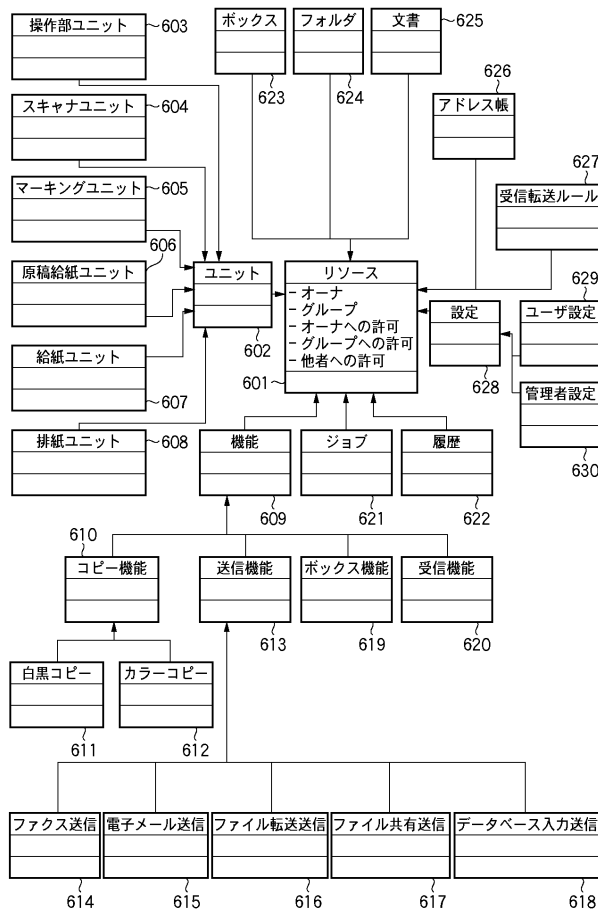 操作部ユニット
603
ボックス
623
フォルダ
624
文書
625
スキャナユニット
604
アドレス帳
626
マーキングユニット
605
受信転送ルール
627
原稿給紙ユニット
606
ユニット
602
リソース
− オーナ
− グループ
− オーナへの許可
− グループへの許可
− 他者への許可
601
設定
628
ユーザ設定
629
給紙ユニット
607
管理者設定
630
排紙ユニット
608
機能
609
ジョブ
621
履歴
622
610
コピー機能
送信機能
613
ボックス機能
619
受信機能
620
白黒コピー
611
カラーコピー
612
ファクス送信
614
電子メール送信
615
ファイル転送送信
616
ファイル共有送信
617
データベース入力送信
618